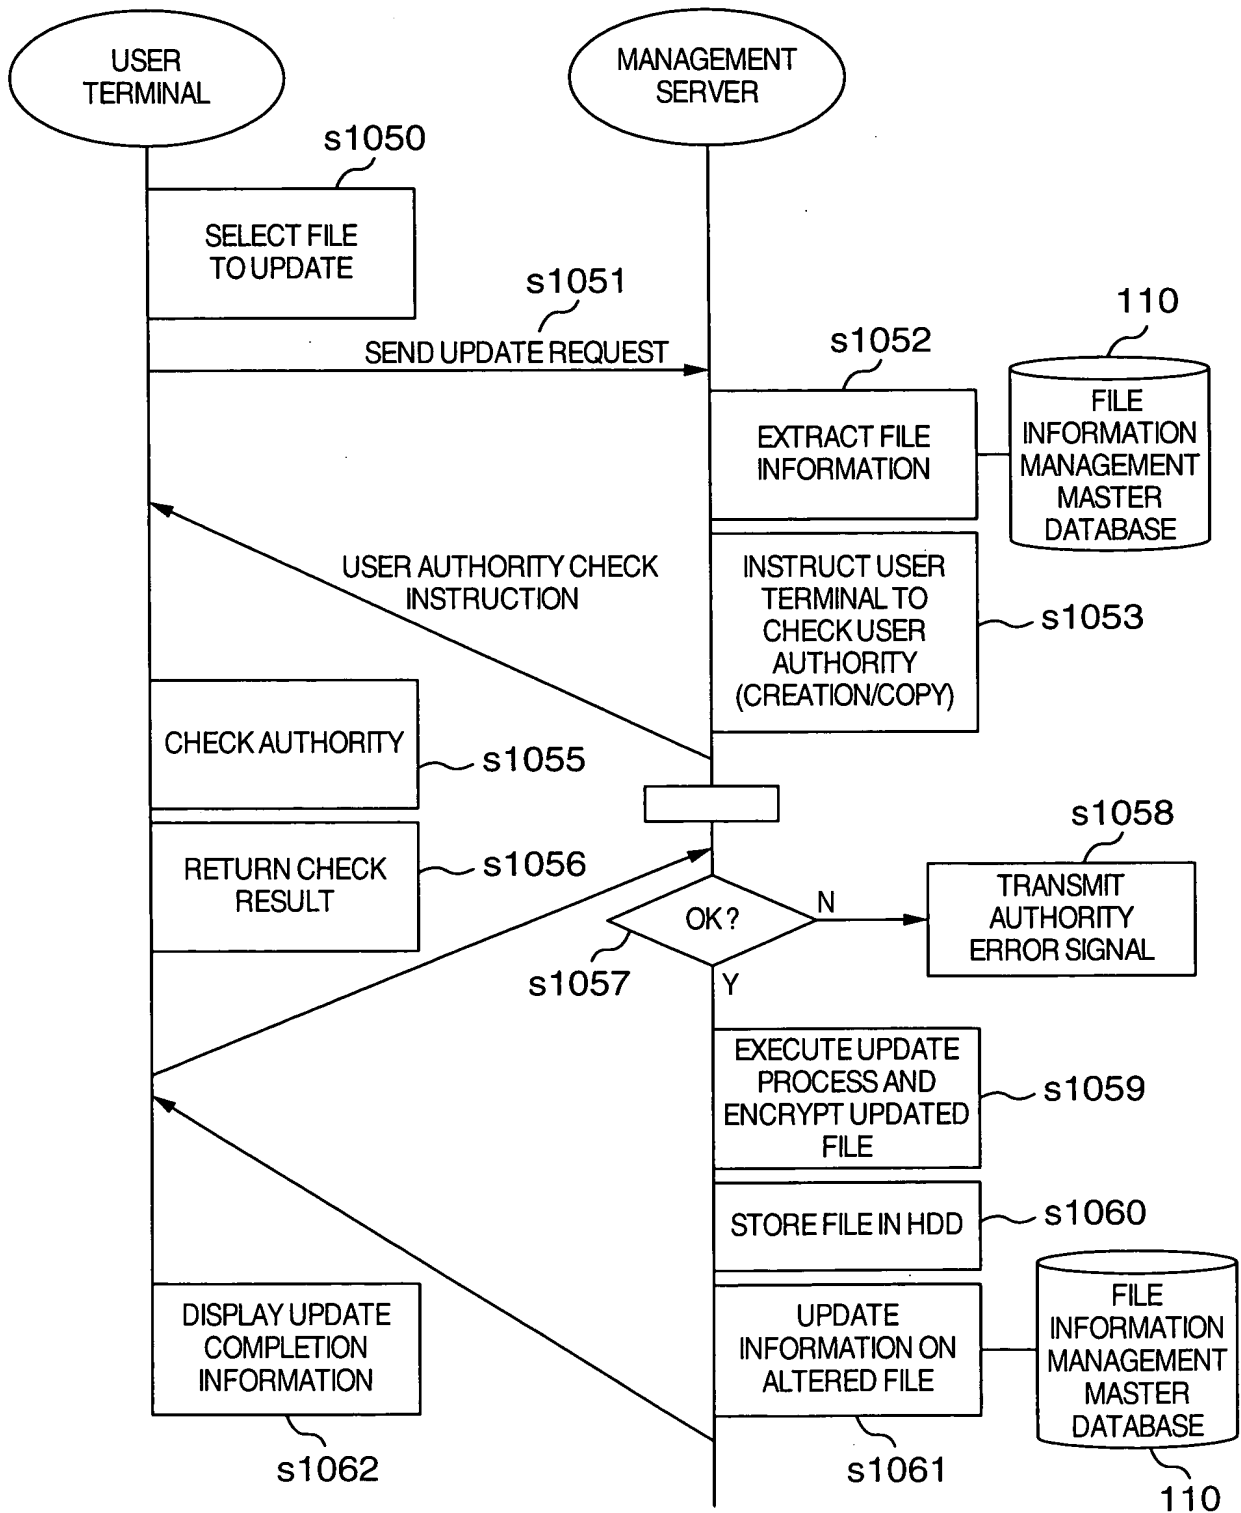 USER
TERMINAL
MANAGEMENT
SERVER
s1050
SELECT FILE
TO UPDATE
s1051
SEND UPDATE REQUEST
s1052
EXTRACT FILE
INFORMATION
110
FILE
INFORMATION
MANAGEMENT
MASTER
DATABASE
USER AUTHORITY CHECK
INSTRUCTION
INSTRUCT USER
TERMINAL TO
CHECK USER
AUTHORITY
(CREATION/COPY)
s1053
CHECK AUTHORITY
s1055
RETURN CHECK
RESULT
s1056
OK?
N
Y
s1057
s1058
TRANSMIT
AUTHORITY
ERROR SIGNAL
EXECUTE UPDATE
PROCESS AND
ENCRYPT UPDATED
FILE
s1059
STORE FILE IN HDD
s1060
DISPLAY UPDATE
COMPLETION
INFORMATION
s1062
UPDATE
INFORMATION ON
ALTERED FILE
s1061
FILE
INFORMATION
MANAGEMENT
MASTER
DATABASE
110